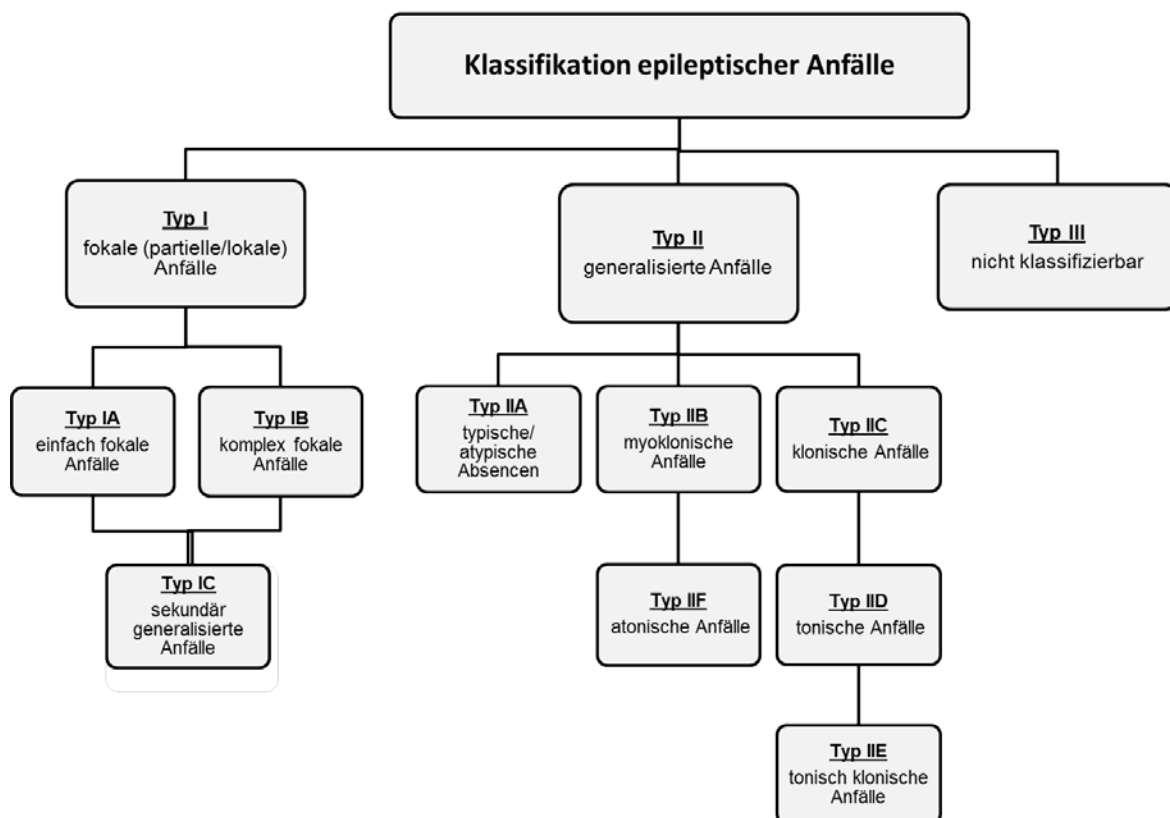 Klassifikation epileptischer Anfälle
Typ I
fokale (partielle/lokale)
Anfälle
Typ II
generalisierte Anfälle
Typ III
nicht klassifizierbar
Typ IA
einfach fokale
Anfälle
Typ IB
komplex fokale
Anfälle
Typ IC
sekundär
generalisierte
Anfälle
Typ IIA
typische/
atypische
Absencen
Typ IIB
myoklonische
Anfälle
Typ IIC
klonische Anfälle
Typ IIF
atonische Anfälle
Typ IID
tonische Anfälle
Typ IIE
tonisch klonische
Anfälle